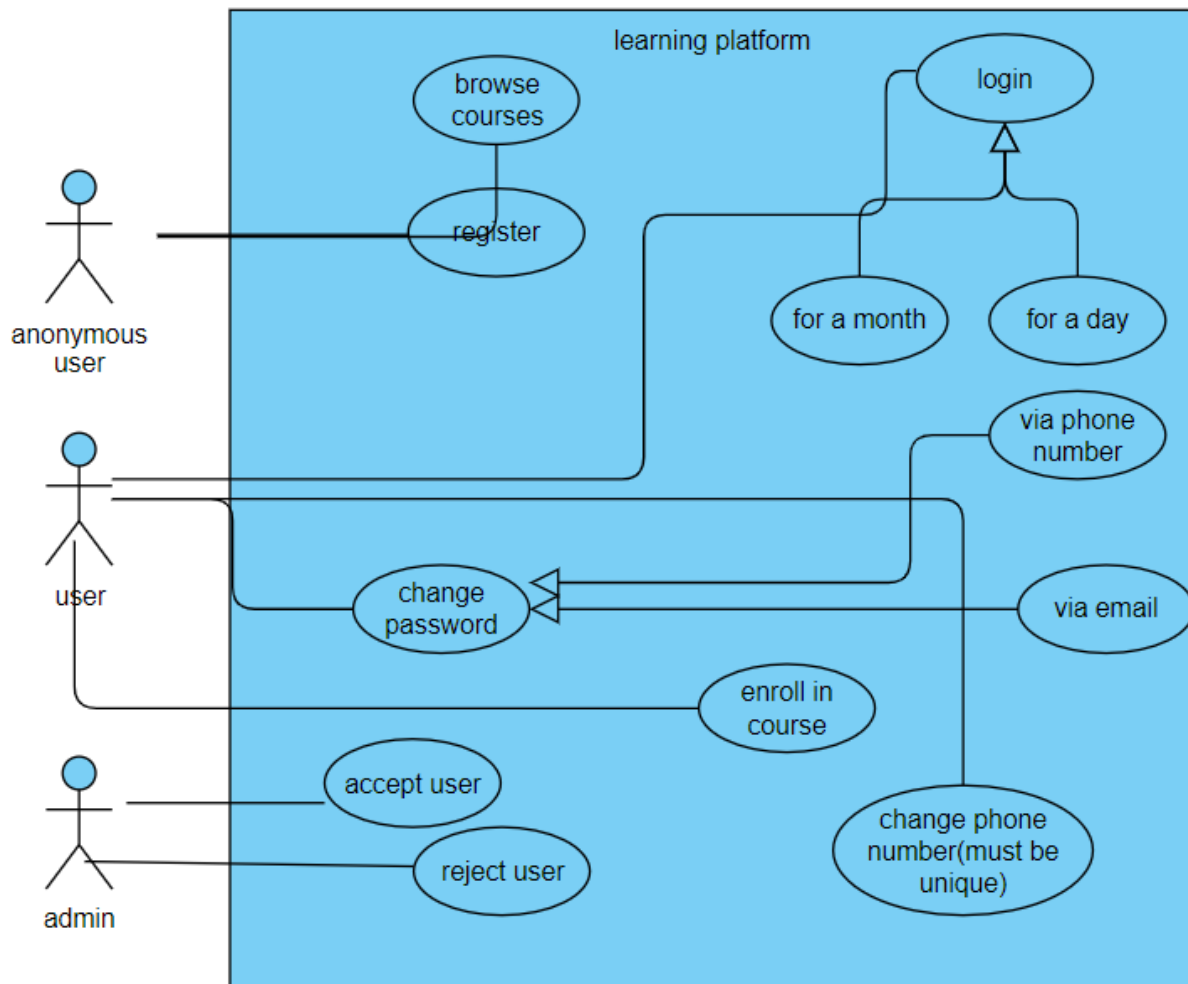 learning platform
browse
courses
login
register
anonymous
user
for a month
for a day
via phone
number
user
change
password
via email
enroll in
course
accept user
reject user
change phone
number(must be
unique)
admin